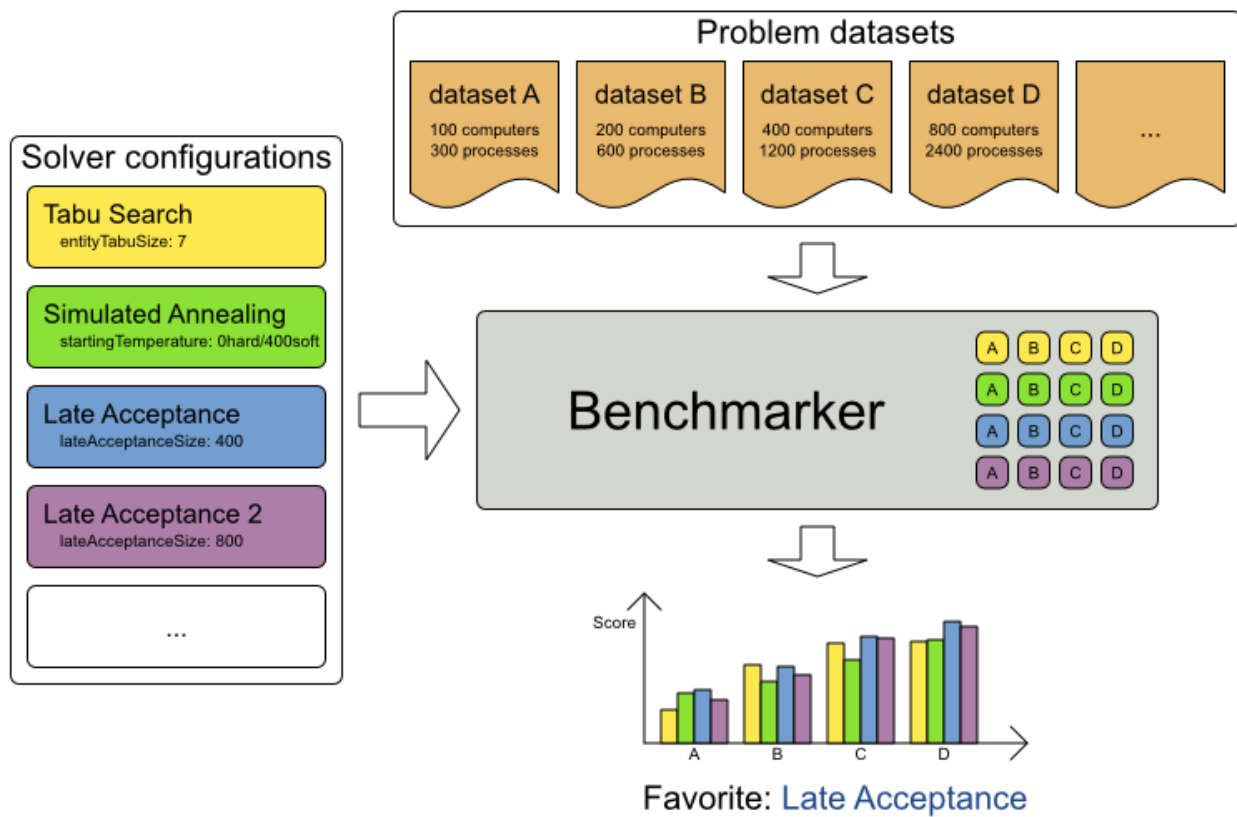 Problem datasets
dataset A
100 computers
300 processes
dataset B
200 computers
600 processes
dataset C
400 computers
1200 processes
dataset D
800 computers
2400 processes
...
Solver configurations
Tabu Search
entityTabuSize: 7
Simulated Annealing
startingTemperature: 0hard/400soft
Late Acceptance
lateAcceptanceSize: 400
Late Acceptance 2
lateAcceptanceSize: 800
...
Benchmarker
A B C D
A B C D
A B C D
A B C D
Score
A B C D
Favorite: Late Acceptance